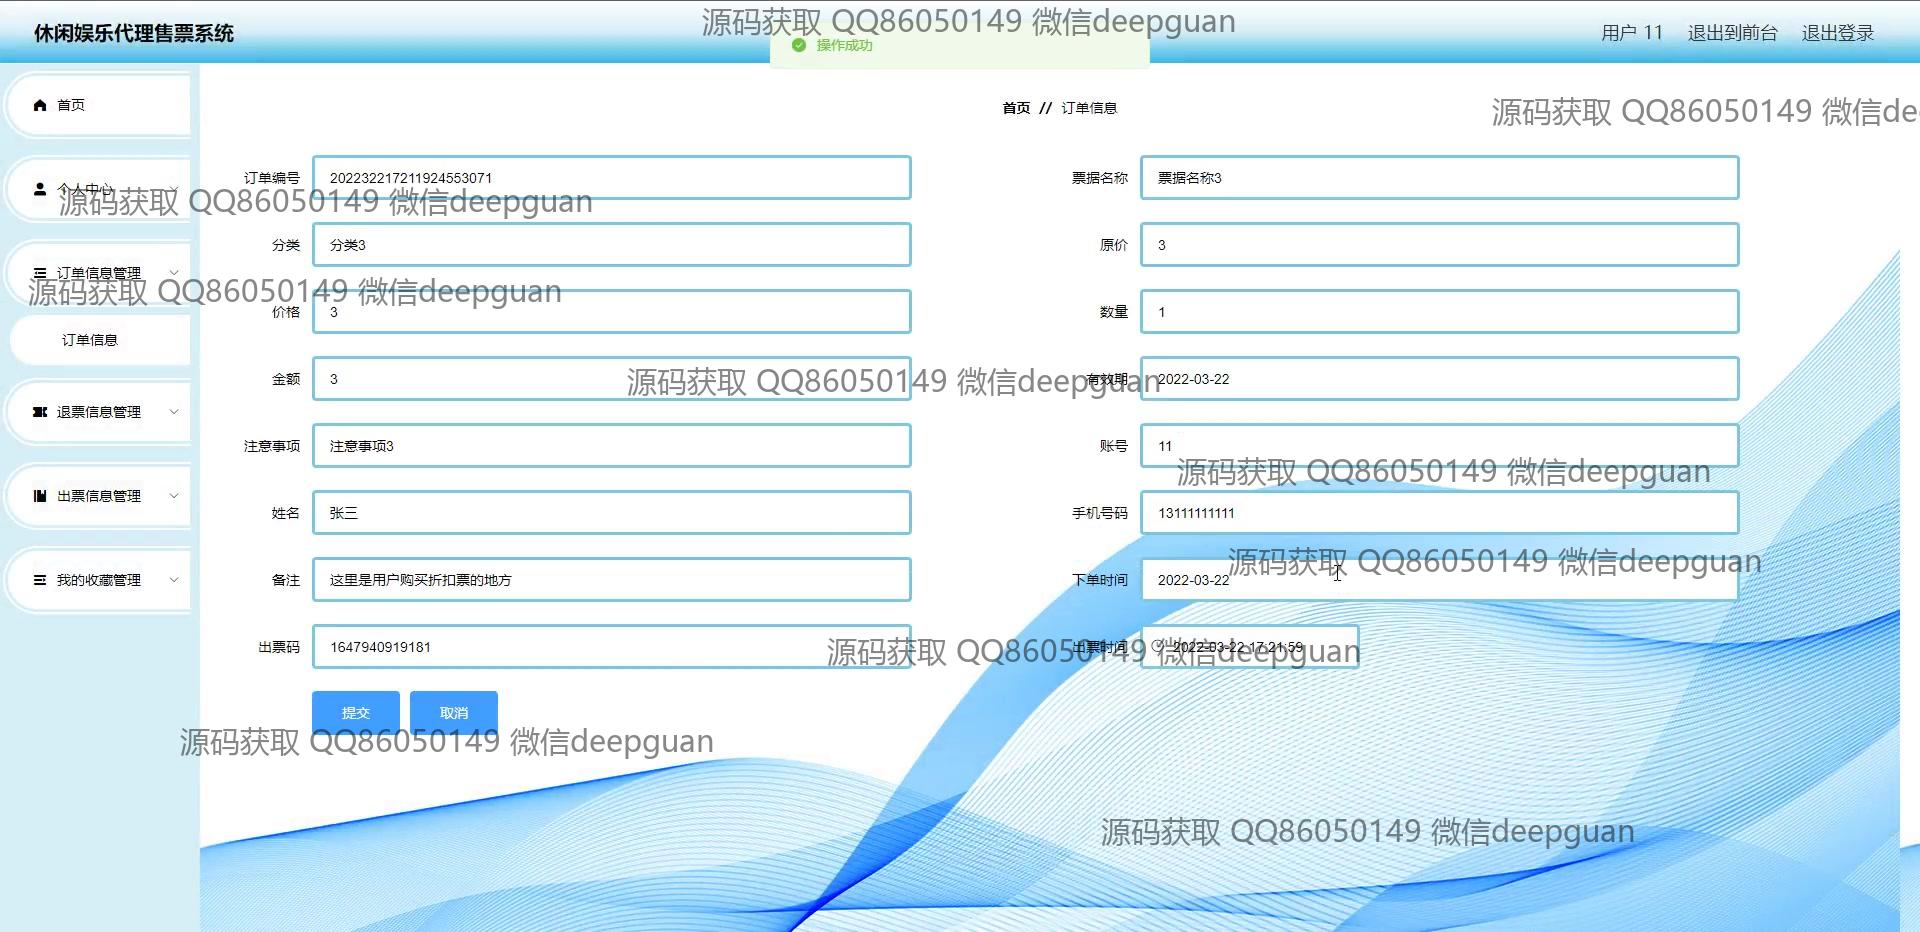 休闲娱乐代理售票系统
源码获取 QQ86050149 微信deepguan
操作成功
用户 11 退出到前台 退出登录
首页
首页 // 订单信息
源码获取 QQ86050149 微信de
个人中心
订单编号 202232217211924553071
票据名称 票据名称3
源码获取 QQ86050149 微信deepguan
分类 分类3
原价 3
订单信息管理
源码获取 QQ86050149 微信deepguan
价格 3
数量 1
订单信息
金额 3
有效期 2022-03-22
源码获取 QQ86050149 微信deepguan
退票信息管理
注意事项 注意事项3
账号 11
源码获取 QQ86050149 微信deepguan
出票信息管理
姓名 张三
手机号码 13111111111
源码获取 QQ86050149 微信deepguan
我的收藏管理
备注 这里是用户购买折扣票的地方
下单时间 2022-03-22
出票码 1647940919181
出票时间 2022-03-22 17:21:59
源码获取 QQ86050149 微信deepguan
提交 取消
源码获取 QQ86050149 微信deepguan
源码获取 QQ86050149 微信deepguan